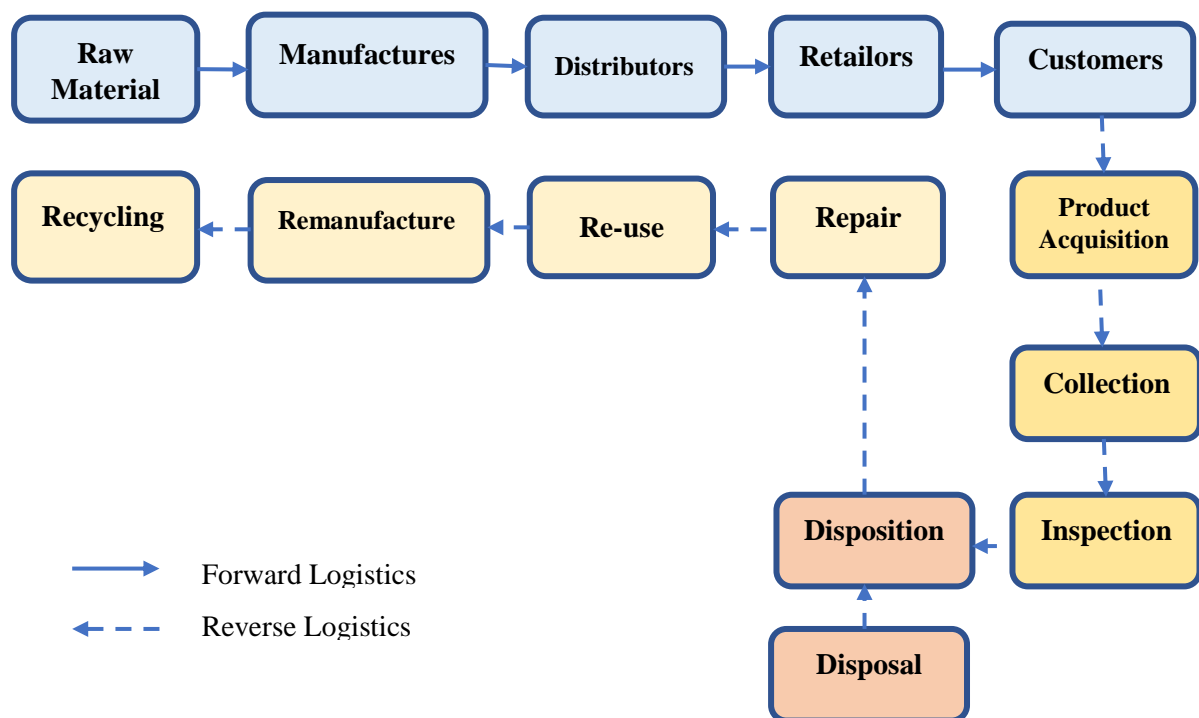 Raw
Material
Manufactures
Distributors
Retailors
Customers
Recycling
Remanufacture
Re-use
Repair
Product
Acquisition
Collection
Disposition
Inspection
Forward Logistics
Reverse Logistics
Disposal